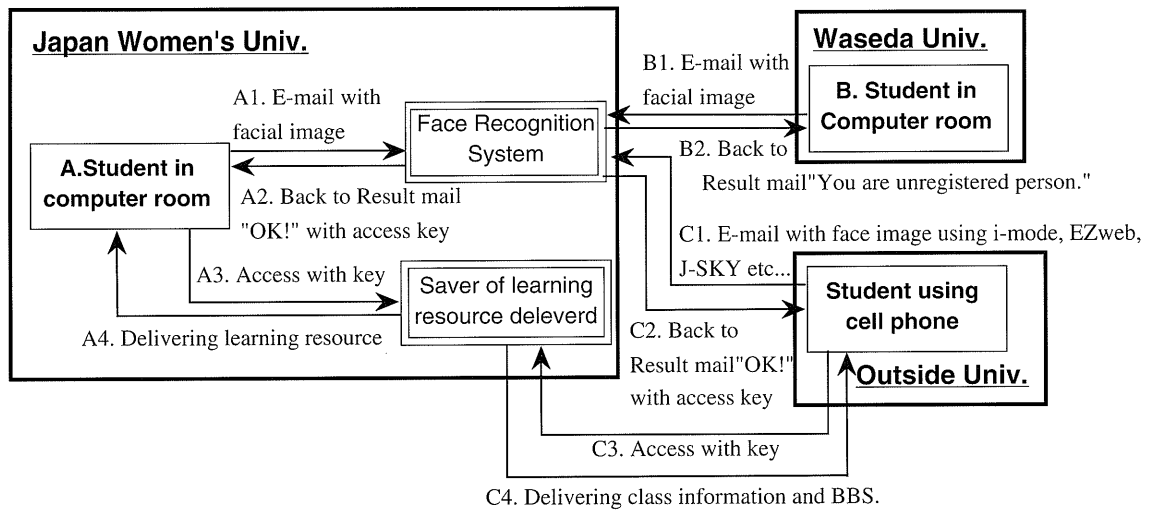 Japan Women's Univ.
A1. E-mail with
facial image
Face Recognition
System
A.Student in
computer room
A2. Back to Result mail
"OK!" with access key
A3. Access with key
Saver of learning
resource deleverd
A4. Delivering learning resource
Waseda Univ.
B1. E-mail with
facial image
B. Student in
Computer room
B2. Back to
Result mail"You are unregistered person."
C1. E-mail with face image using i-mode, EZweb,
J-SKY etc...
Student using
cell phone
C2. Back to
Result mail"OK!"
with access key
Outside Univ.
C3. Access with key
C4. Delivering class information and BBS.